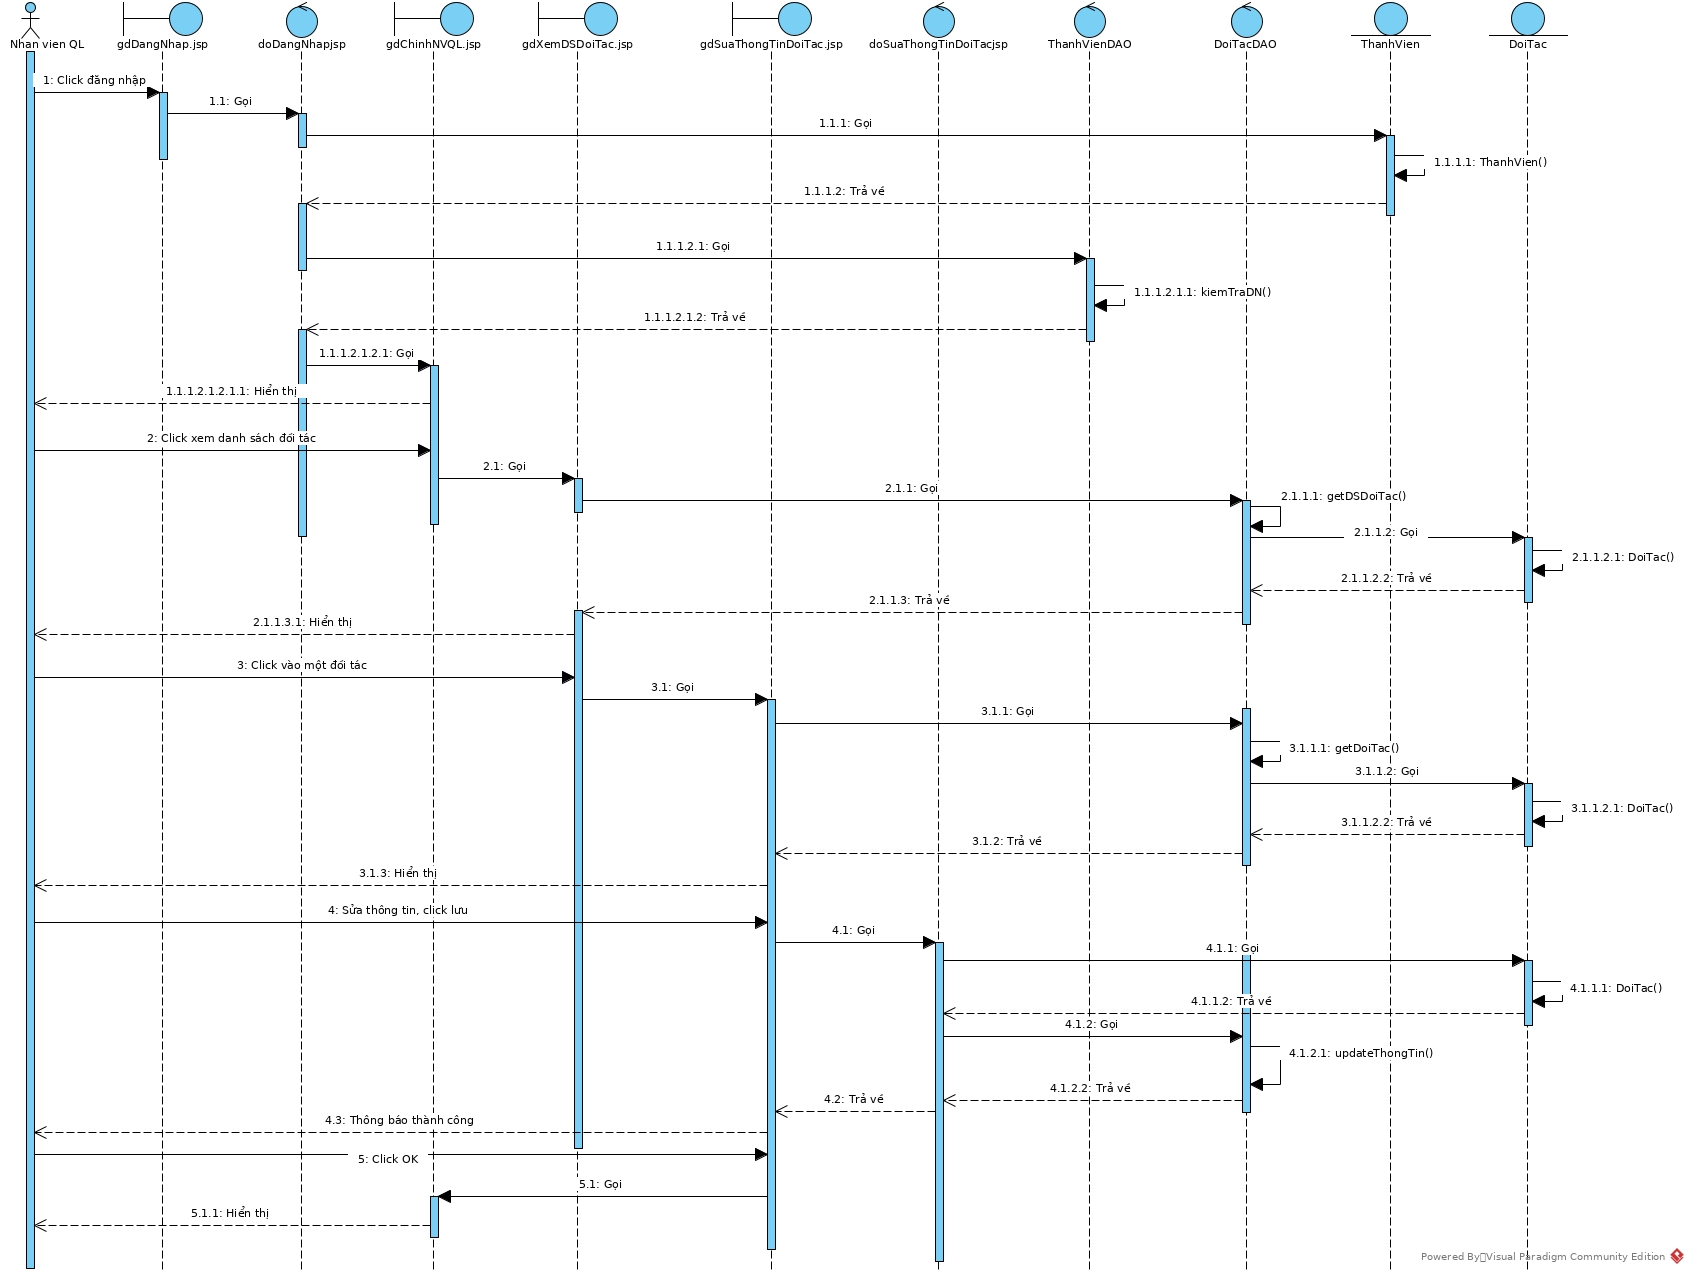 Nhan vien QL
gdDangNhap.jsp
doDangNhapjsp
gdChinhNVQL.jsp
gdXemDSDoiTac.jsp
gdSuaThongTinDoiTac.jsp
doSuaThongTinDoiTacjsp
ThanhVienDAO
DoiTacDAO
ThanhVien
DoiTac
1: Click đăng nhập
1.1: Gọi
1.1.1: Gọi
1.1.1.1: ThanhVien()
1.1.1.2: Trả về
1.1.1.2.1: Gọi
1.1.1.2.1.1: kiemTraDN()
1.1.1.2.1.2: Trả về
1.1.1.2.1.2.1: Gọi
1.1.1.2.1.2.1.1: Hiển thị
2: Click xem danh sách đối tác
2.1: Gọi
2.1.1: Gọi
2.1.1.1: getDSDoiTac()
2.1.1.2: Gọi
2.1.1.2.1: DoiTac()
2.1.1.2.2: Trả về
2.1.1.3: Trả về
2.1.1.3.1: Hiển thị
3: Click vào một đối tác
3.1: Gọi
3.1.1: Gọi
3.1.1.1: getDoiTac()
3.1.1.2: Gọi
3.1.1.2.1: DoiTac()
3.1.1.2.2: Trả về
3.1.2: Trả về
3.1.3: Hiển thị
4: Sửa thông tin, click lưu
4.1: Gọi
4.1.1: Gọi
4.1.1.1: DoiTac()
4.1.1.2: Trả về
4.1.2: Gọi
4.1.2.1: updateThongTin()
4.1.2.2: Trả về
4.2: Trả về
4.3: Thông báo thành công
5: Click OK
5.1: Gọi
5.1.1: Hiển thị
Powered By Visual Paradigm Community Edition